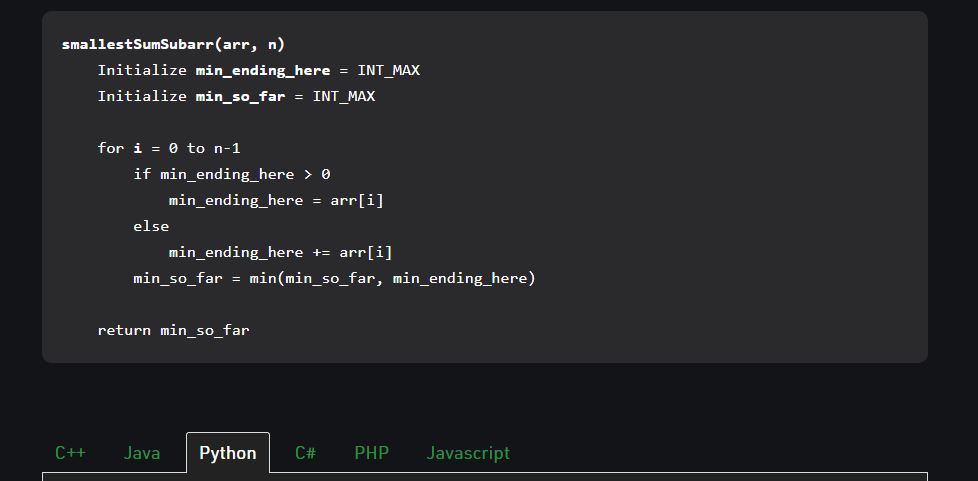 smallestSumSubarr(arr, n)
Initialize min_ending_here = INT_MAX
Initialize min_so_far = INT_MAX
for i = 0 to n-1
if min_ending_here > 0
min_ending_here = arr[i]
else
min_ending_here += arr[i]
min_so_far = min(min_so_far, min_ending_here)
return min_so_far
C++ Java Python C# PHP Javascript